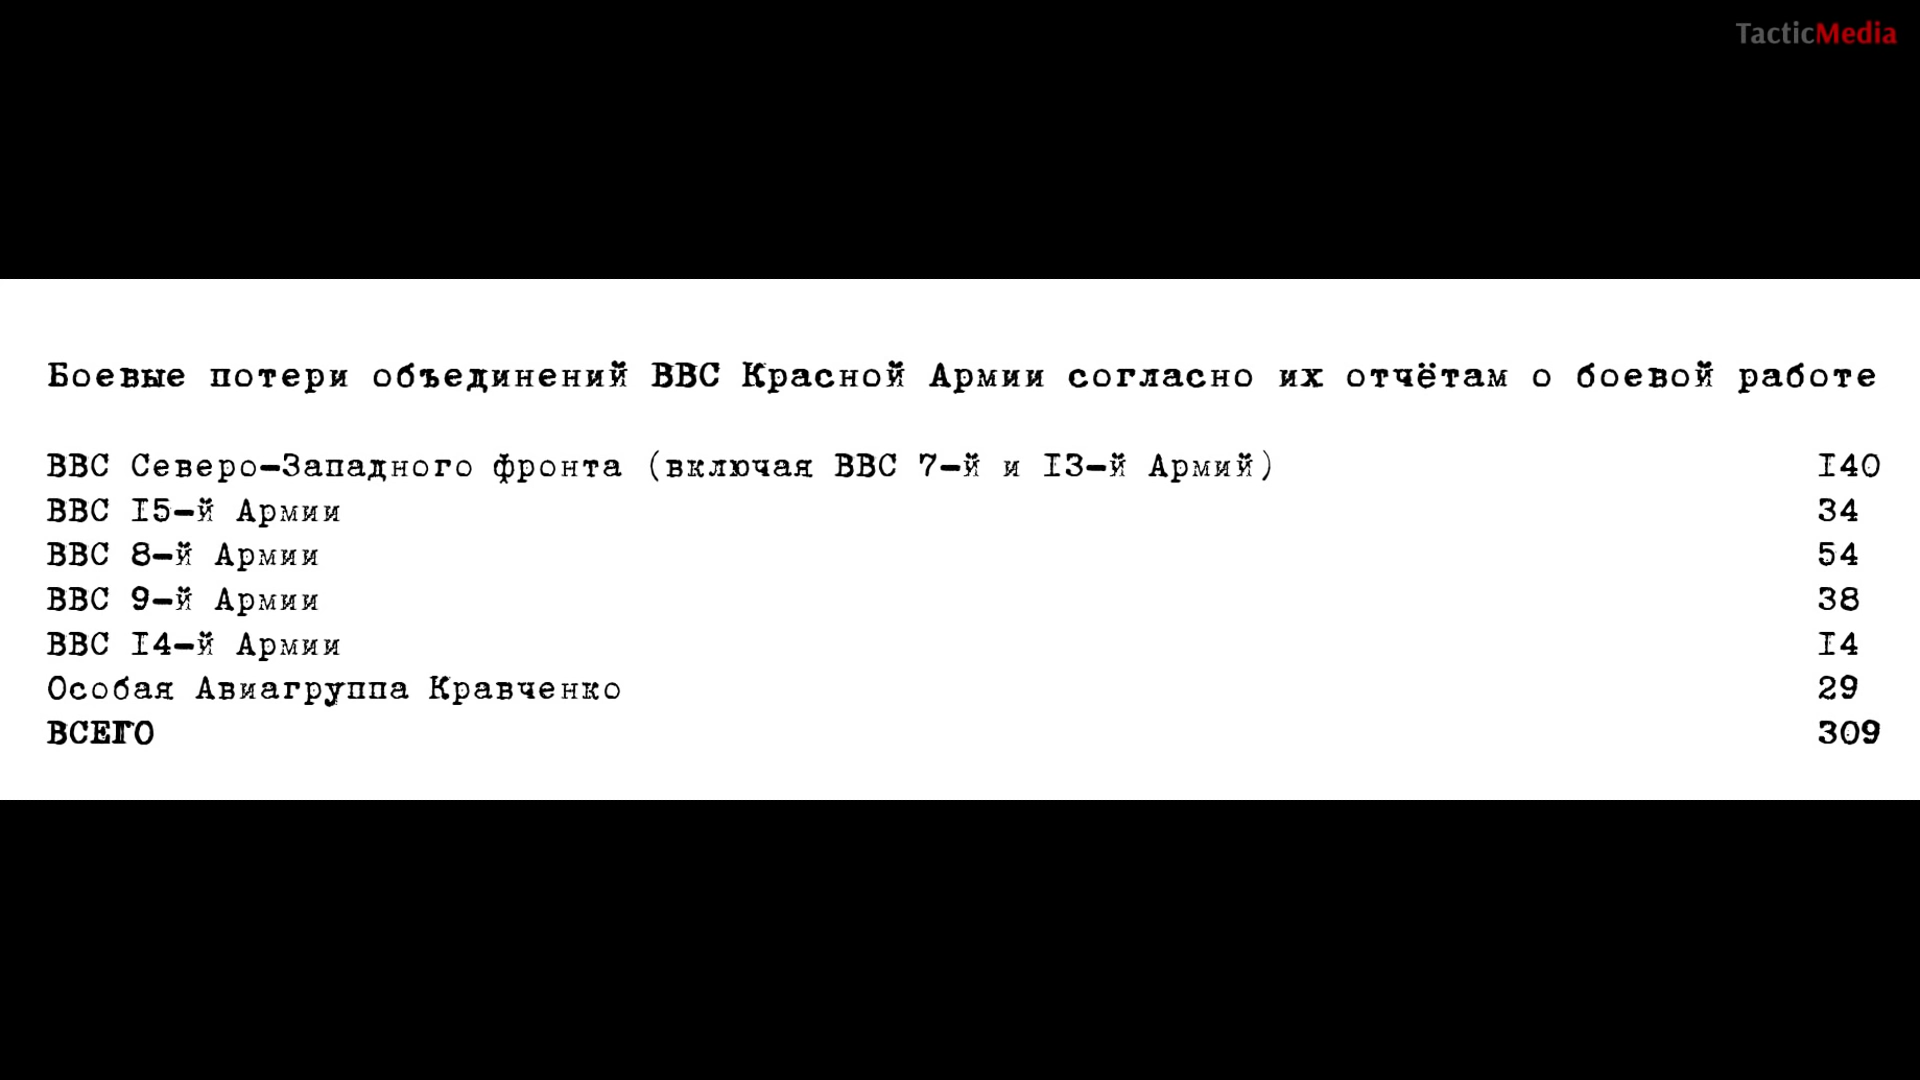 TacticMedia
Боевые потери объединений ВВС Красной Армии согласно их отчётам о боевой работе
ВВС Северо-Западного фронта (включая ВВС 7-й и I3-й Армий) I40
ВВС I5-й Армии 34
ВВС 8-й Армии 54
ВВС 9-й Армии 38
ВВС I4-й Армии I4
Особая Авиагруппа Кравченко 29
ВСЕГО 309